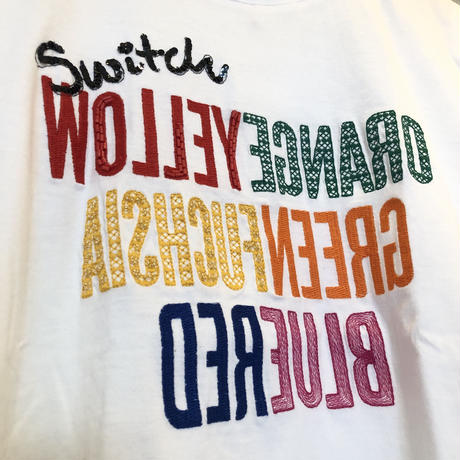 Switch
ORANGEYELLOW
GREENFUCHSIA
BLUERED